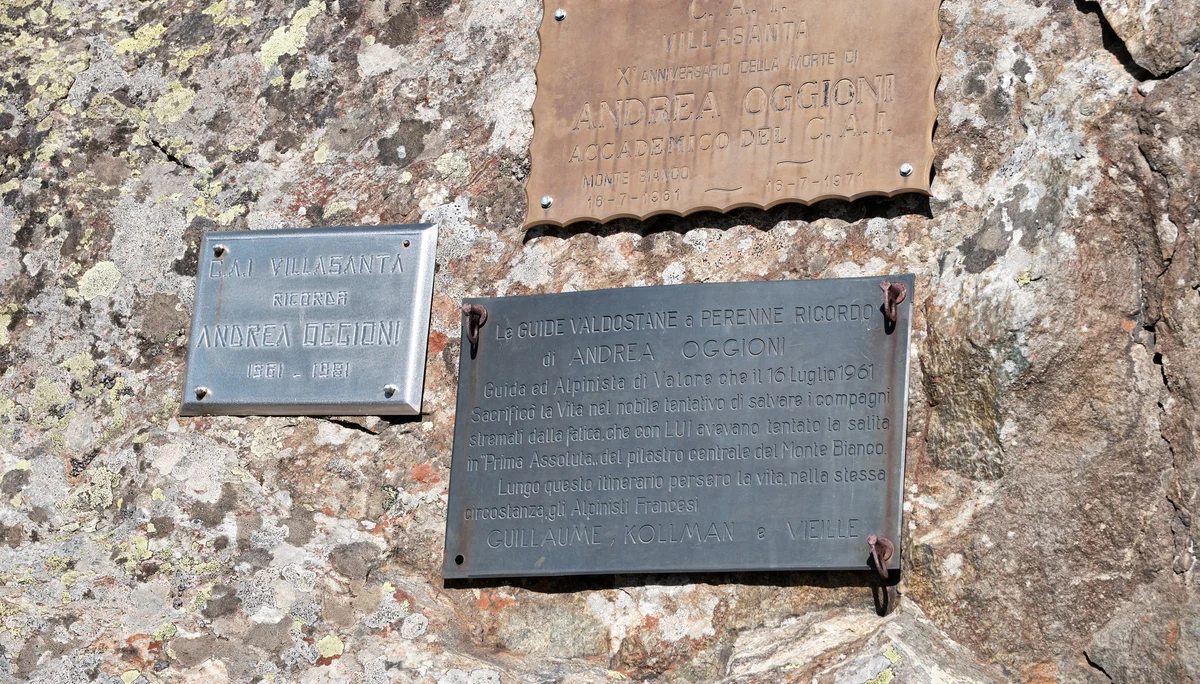 C. A. I.
VILLASANTA
XI° ANNIVERSARIO DELLA MORTE DI
ANDREA OGGIONI
ACCADEMICO DEL C. A. I.
MONTE BIANCO
16-7-1961 — 16-7-1971
C.A.I VILLASANTA
RICORDA
ANDREA OGGIONI
1961 - 1981
Le GUIDE VALDOSTANE a PERENNE RICORDO
di ANDREA OGGIONI
Guida ed Alpinista di Valore che il 16 Luglio 1961
Sacrificò la Vita nel nobile tentativo di salvare i compagni
stremati dalla fatica, che con LUI avevano tentato la salita
in "Prima Assoluta" del pilastro centrale del Monte Bianco.
Lungo questo itinerario persero la vita, nella stessa
circostanza, gli Alpinisti Francesi
GUILLAUME, KOLLMAN e VIEILLE